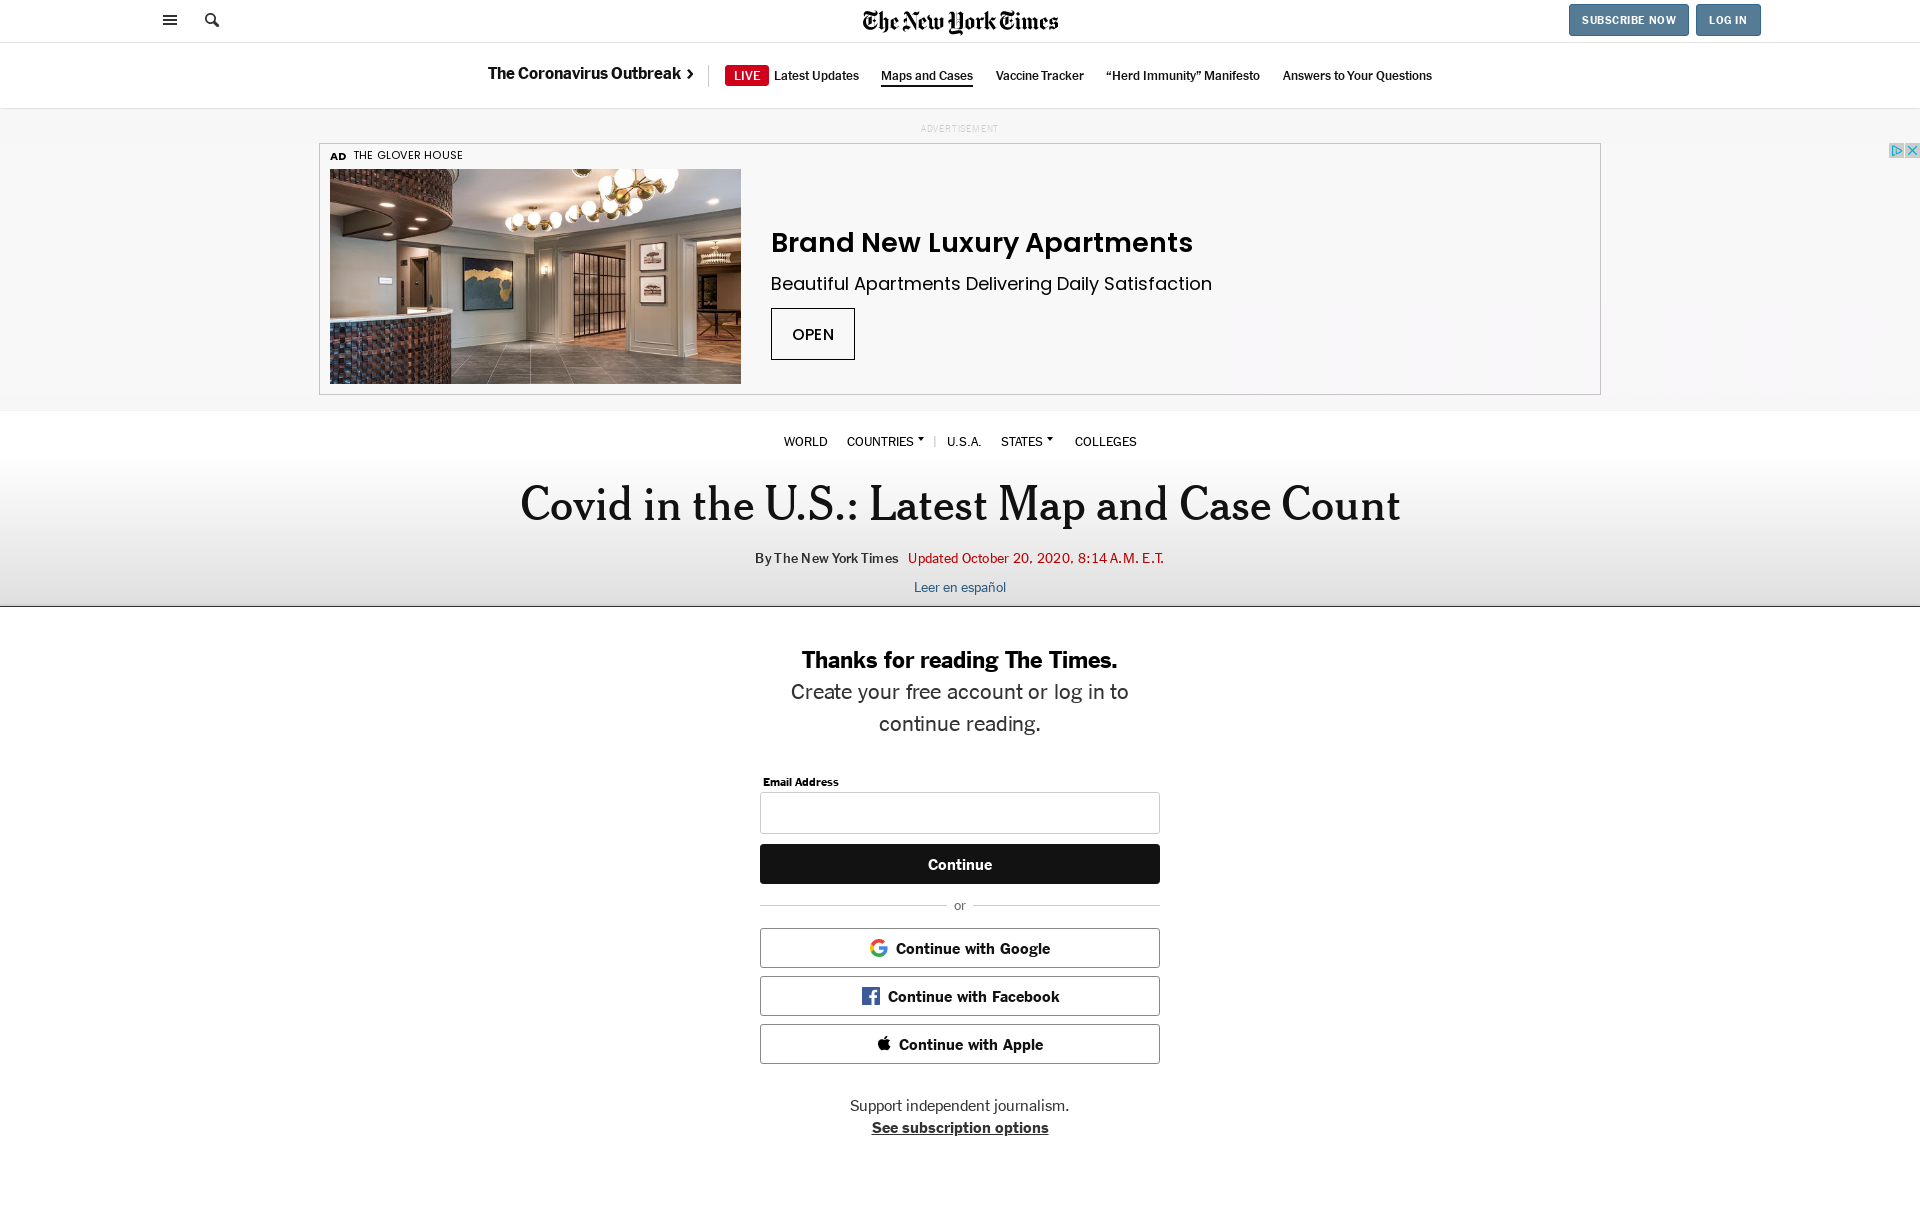 The New York Times
SUBSCRIBE NOW
LOG IN
The Coronavirus Outbreak
LIVE Latest Updates
Maps and Cases
Vaccine Tracker
“Herd Immunity” Manifesto
Answers to Your Questions
ADVERTISEMENT
AD THE GLOVER HOUSE
Brand New Luxury Apartments
Beautiful Apartments Delivering Daily Satisfaction
OPEN
WORLD COUNTRIES | U.S.A. STATES COLLEGES
Covid in the U.S.: Latest Map and Case Count
By The New York Times Updated October 20, 2020, 8:14 A.M. E.T.
Leer en español
Thanks for reading The Times.
Create your free account or log in to
continue reading.
Email Address
Continue
or
Continue with Google
Continue with Facebook
Continue with Apple
Support independent journalism.
See subscription options